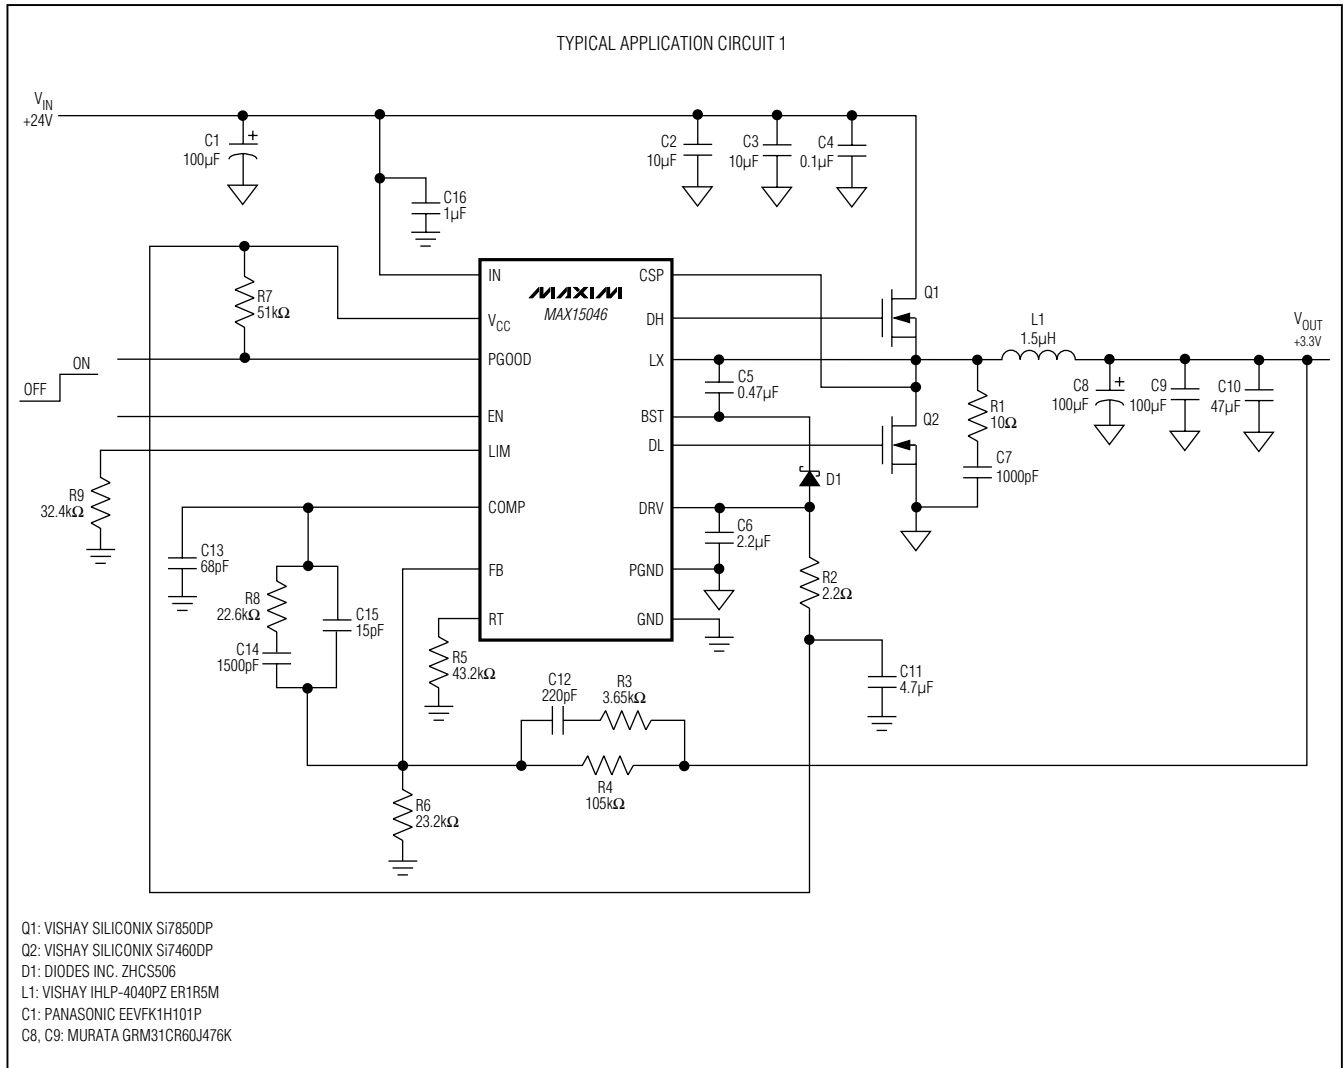 TYPICAL APPLICATION CIRCUIT 1
VIN
+24V
C1
100µF
+
C2
10µF
C3
10µF
C4
0.1µF
C16
1µF
R7
51kΩ
MAXIM
MAX15046
IN
VCC
PGOOD
EN
LIM
COMP
FB
RT
CSP
DH
LX
BST
DL
DRV
PGND
GND
Q1
Q2
OFF
ON
L1
1.5µH
VOUT
+3.3V
C5
0.47µF
R1
10Ω
C7
1000pF
C8
100µF
+
C9
100µF
C10
47µF
D1
R9
32.4kΩ
C13
68pF
R8
22.6kΩ
C14
1500pF
C15
15pF
C6
2.2µF
R2
2.2Ω
R5
43.2kΩ
C11
4.7µF
C12
220pF
R3
3.65kΩ
R4
105kΩ
R6
23.2kΩ
Q1: VISHAY SILICONIX Si7850DP
Q2: VISHAY SILICONIX Si7460DP
D1: DIODES INC. ZHCS506
L1: VISHAY IHLP-4040PZ ER1R5M
C1: PANASONIC EEVFK1H101P
C8, C9: MURATA GRM31CR60J476K